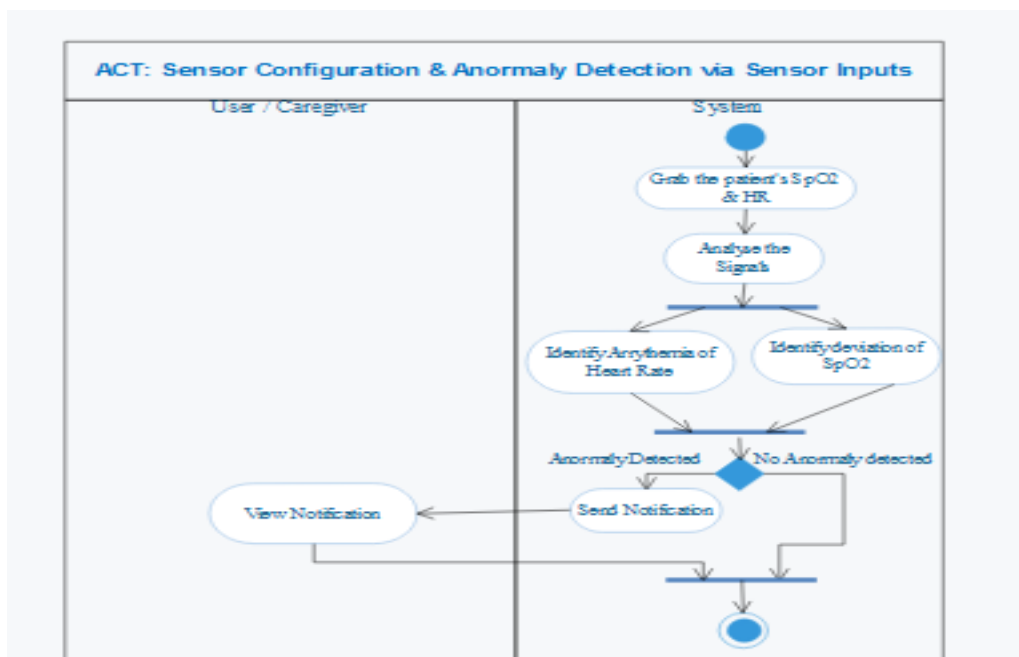 ACT: Sensor Configuration & Anormaly Detection via Sensor Inputs
User / Caregiver
System
Grab the patient's SpO2
& HR
Analyse the
Signals
Identify Arrythemia of
Heart Rate
Identify deviation of
SpO2
Anormaly Detected
No Anormaly detected
View Notification
Send Notification